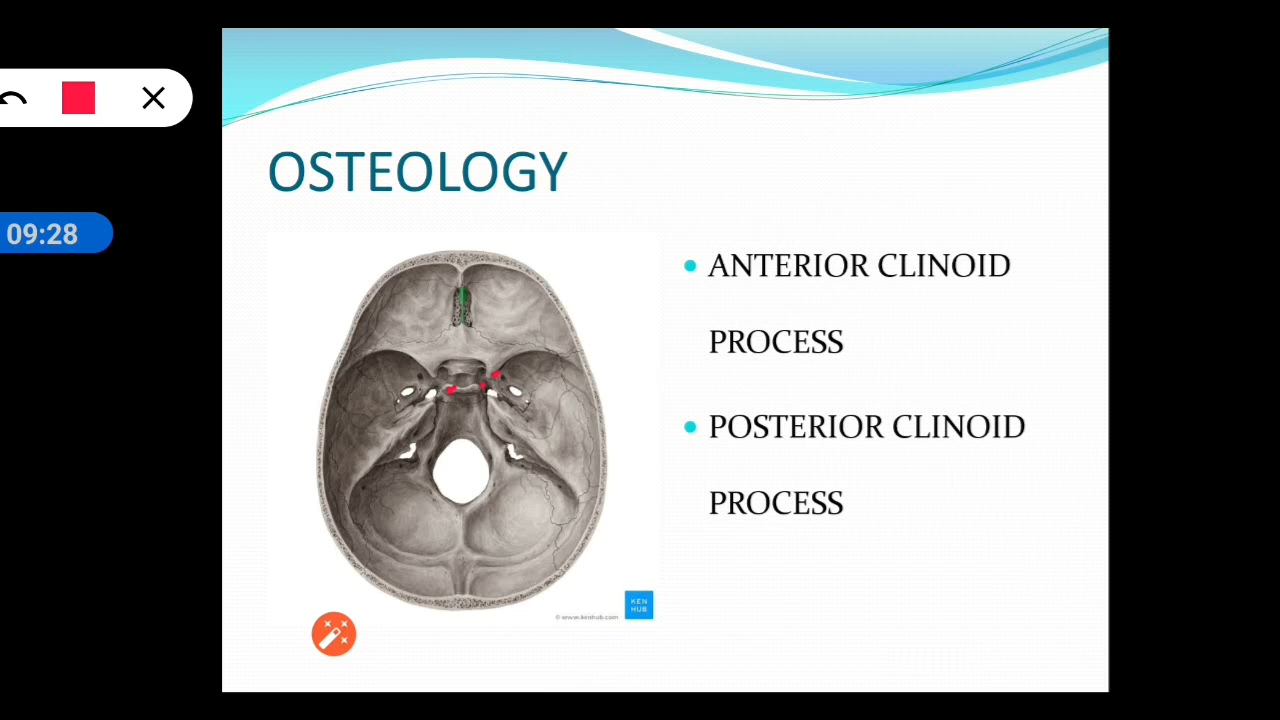 09:28
OSTEOLOGY
ANTERIOR CLINOID
PROCESS
POSTERIOR CLINOID
PROCESS
KEN
HUB
© www.kenhub.com